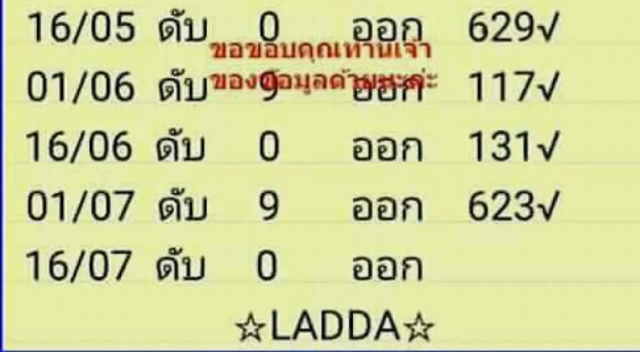 16/05 ดับ 0 ออก 629√
ขอขอบคุณท่านเจ้า
01/06 ดับ 9 ออก 117√
ของข้อมูลด้วยนะค่ะ
16/06 ดับ 0 ออก 131√
01/07 ดับ 9 ออก 623√
16/07 ดับ 0 ออก
☆LADDA☆